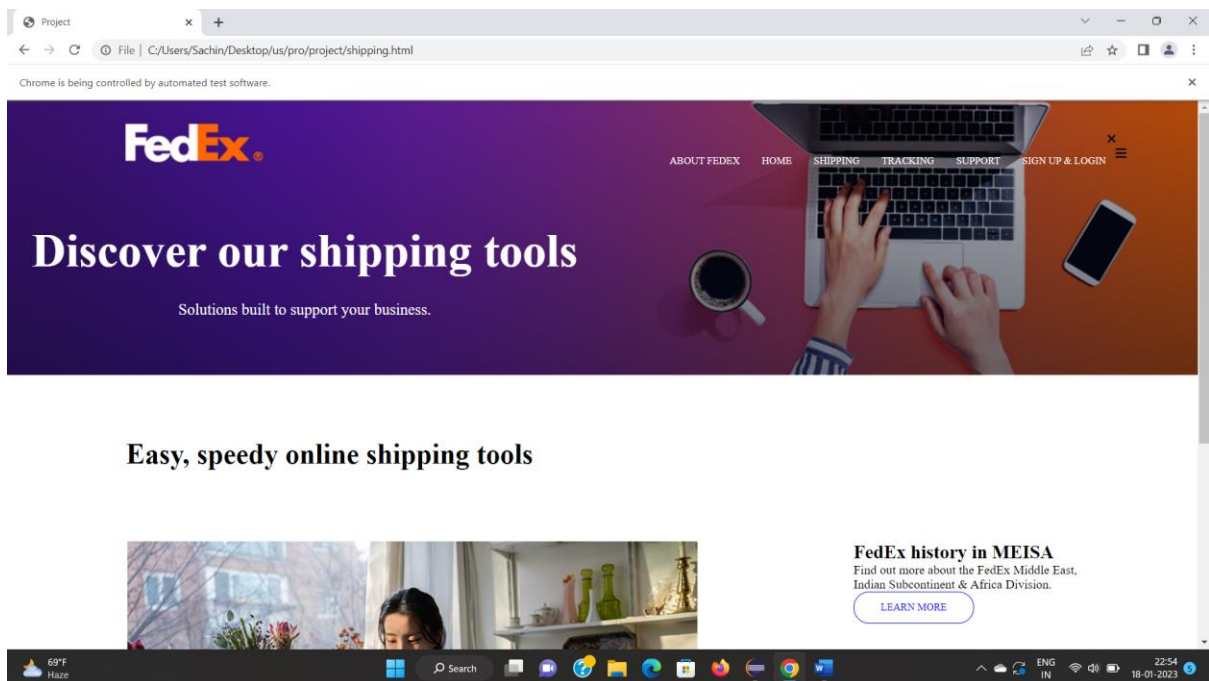 Project
File | C:/Users/Sachin/Desktop/us/pro/project/shipping.html
Chrome is being controlled by automated test software.
FedEx®
ABOUT FEDEX HOME SHIPPING TRACKING SUPPORT SIGN UP & LOGIN
Discover our shipping tools
Solutions built to support your business.
Easy, speedy online shipping tools
FedEx history in MEISA
Find out more about the FedEx Middle East,
Indian Subcontinent & Africa Division.
LEARN MORE
69°F
Haze
Search
ENG
IN
22:54
18-01-2023
5